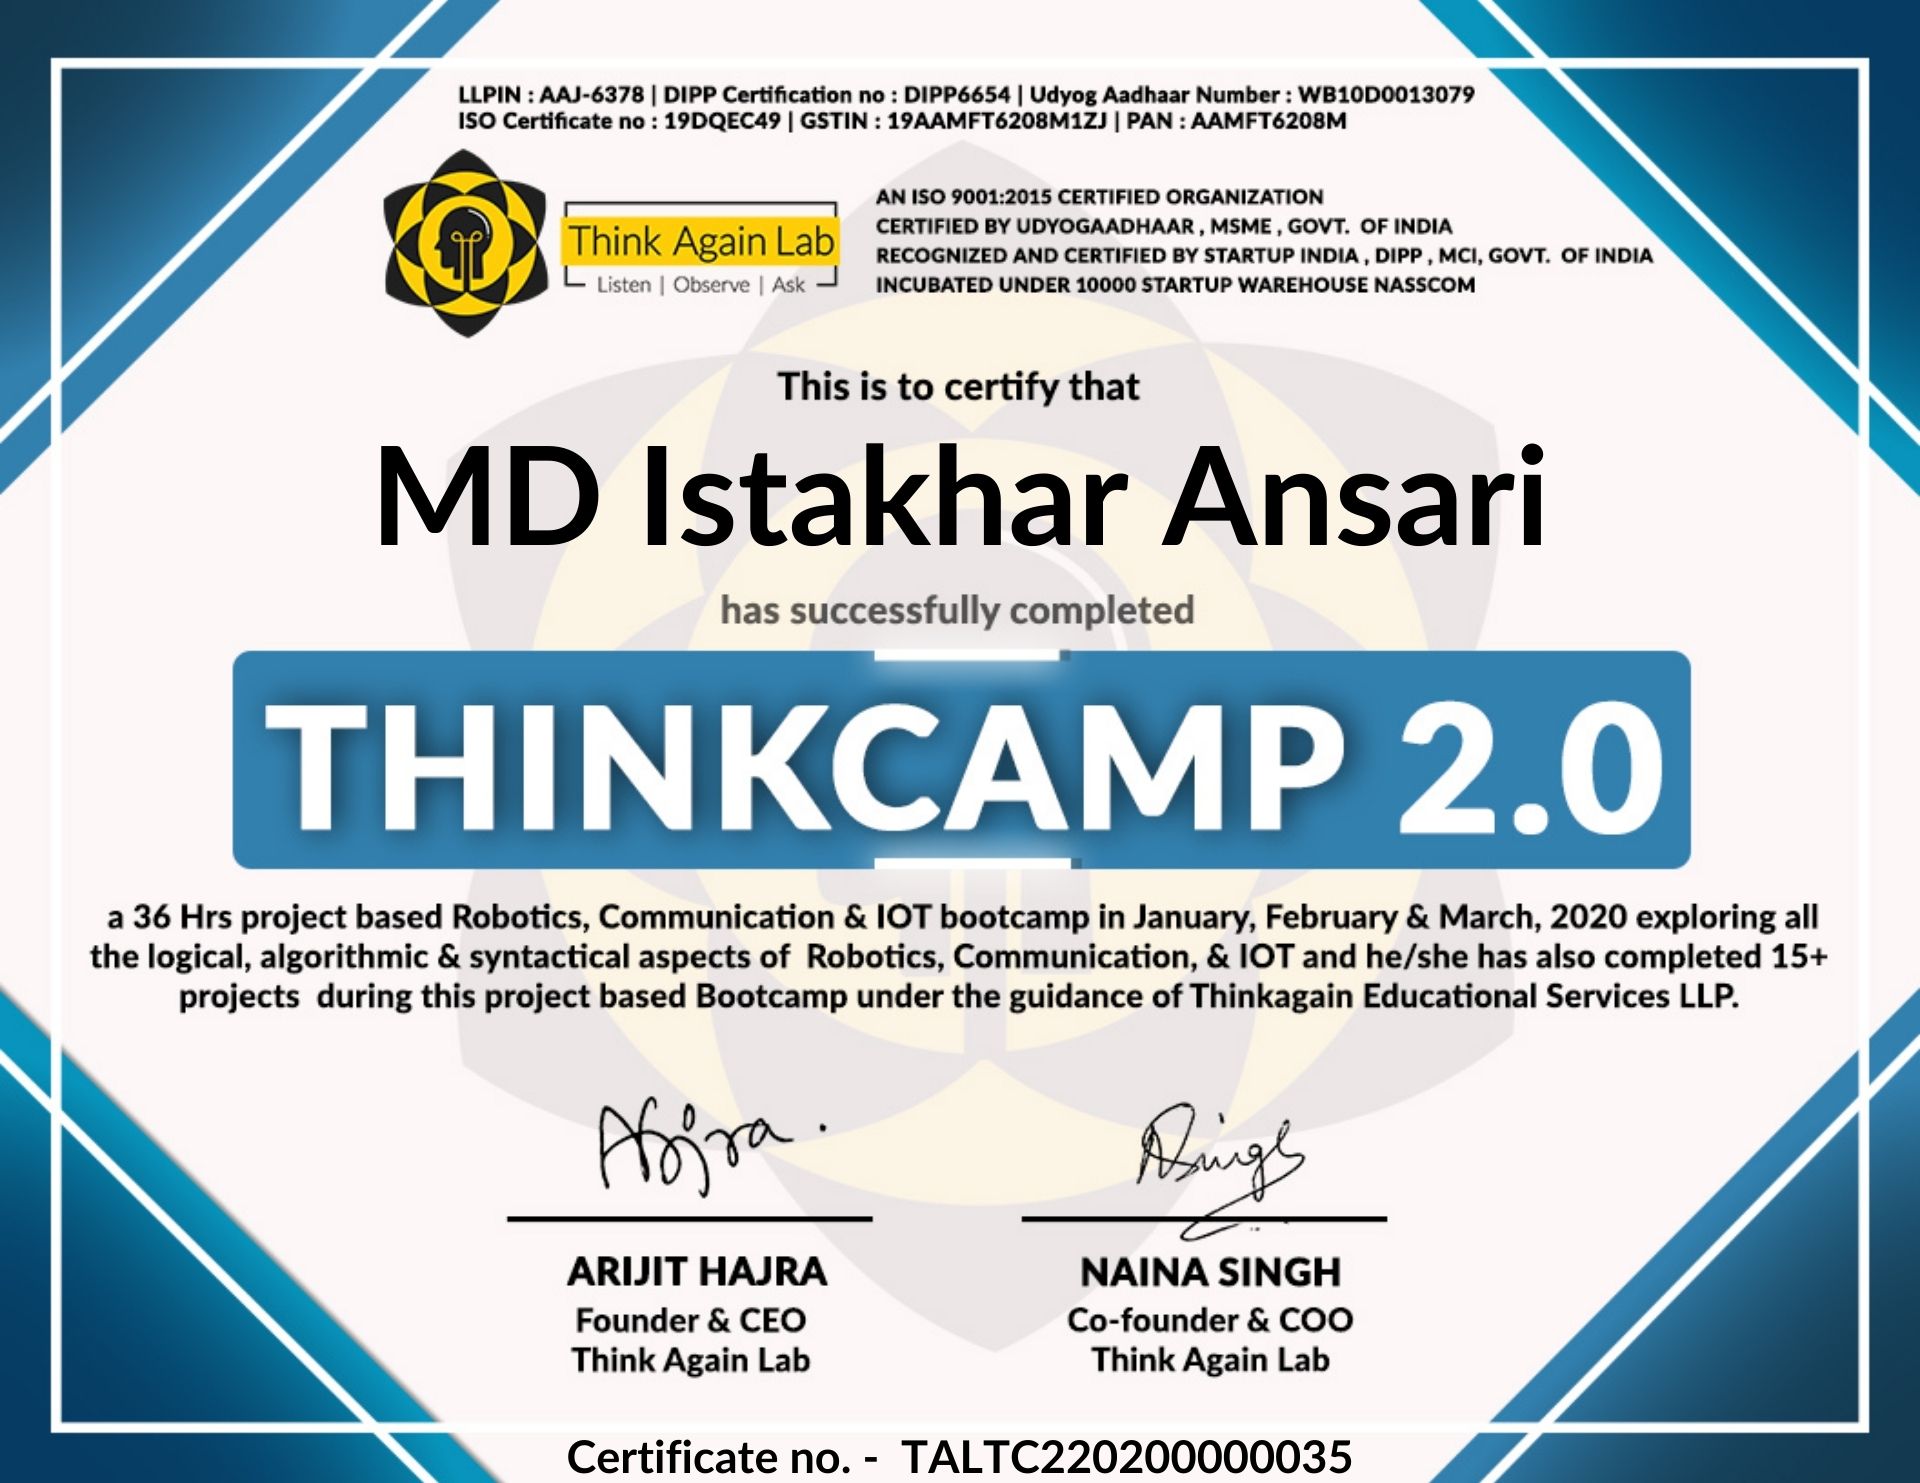 LLPIN : AAJ-6378 | DIPP Certification no : DIPP6654 | Udyog Aadhaar Number : WB10D0013079
ISO Certificate no : 19DQEC49 | GSTIN : 19AAMFT6208M1ZJ | PAN : AAMFT6208M
Think Again Lab
Listen | Observe | Ask
AN ISO 9001:2015 CERTIFIED ORGANIZATION
CERTIFIED BY UDYOGAADHAAR , MSME , GOVT. OF INDIA
RECOGNIZED AND CERTIFIED BY STARTUP INDIA , DIPP , MCI, GOVT. OF INDIA
INCUBATED UNDER 10000 STARTUP WAREHOUSE NASSCOM
This is to certify that
MD Istakhar Ansari
has successfully completed
THINKCAMP 2.0
a 36 Hrs project based Robotics, Communication & IOT bootcamp in January, February & March, 2020 exploring all
the logical, algorithmic & syntactical aspects of Robotics, Communication, & IOT and he/she has also completed 15+
projects during this project based Bootcamp under the guidance of Thinkagain Educational Services LLP.
ARIJIT HAJRA
Founder & CEO
Think Again Lab
NAINA SINGH
Co-founder & COO
Think Again Lab
Certificate no. - TALTC220200000035